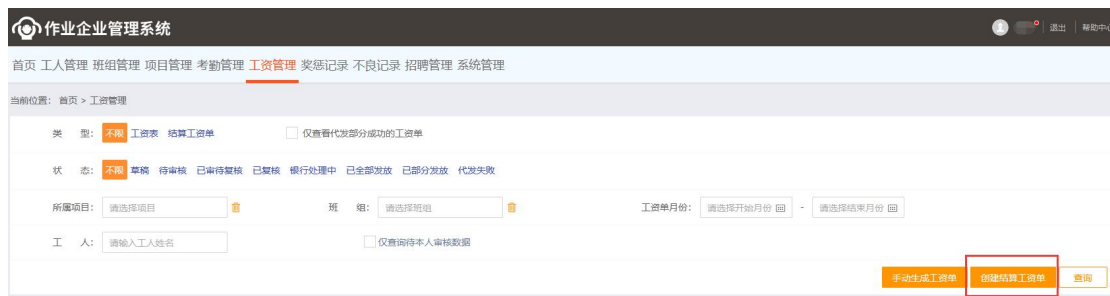 作业企业管理系统 退出 帮助中心
首页 工人管理 班组管理 项目管理 考勤管理 工资管理 奖惩记录 不良记录 招聘管理 系统管理
当前位置: 首页 > 工资管理
类 型: 不限 工资表 结算工资单 仅查看代发部分成功的工资单
状 态: 不限 草稿 待审核 已审待复核 已复核 银行处理中 已全部发放 已部分发放 代发失败
所属项目: 请选择项目 班 组: 请选择班组 工资单月份: 请选择开始月份 - 请选择结束月份
工 人: 请输入工人姓名 仅查询待本人审核数据
手动生成工资单 创建结算工资单 查询